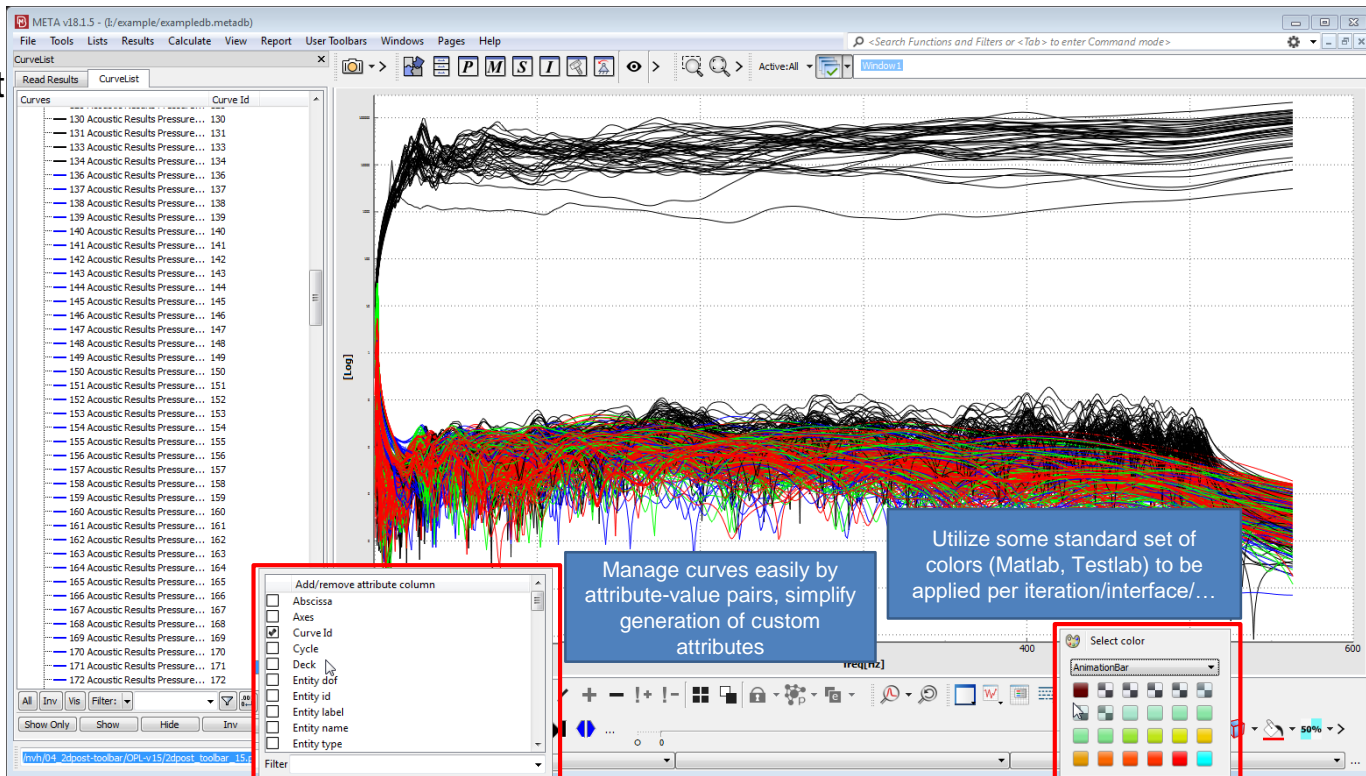 META v18.1.5 - (I:/example/exampledb.metadb)
File Tools Lists Results Calculate View Report User Toolbars Windows Pages Help
<Search Functions and Filters or <Tab> to enter Command mode>
CurveList
Read Results CurveList
P M S I
Active:All
Window1
Curves Curve Id
130 Acoustic Results Pressure... 130
131 Acoustic Results Pressure... 131
133 Acoustic Results Pressure... 133
134 Acoustic Results Pressure... 134
136 Acoustic Results Pressure... 136
137 Acoustic Results Pressure... 137
138 Acoustic Results Pressure... 138
139 Acoustic Results Pressure... 139
140 Acoustic Results Pressure... 140
141 Acoustic Results Pressure... 141
142 Acoustic Results Pressure... 142
143 Acoustic Results Pressure... 143
144 Acoustic Results Pressure... 144
145 Acoustic Results Pressure... 145
146 Acoustic Results Pressure... 146
147 Acoustic Results Pressure... 147
148 Acoustic Results Pressure... 148
149 Acoustic Results Pressure... 149
150 Acoustic Results Pressure... 150
151 Acoustic Results Pressure... 151
152 Acoustic Results Pressure... 152
153 Acoustic Results Pressure... 153
154 Acoustic Results Pressure... 154
155 Acoustic Results Pressure... 155
156 Acoustic Results Pressure... 156
157 Acoustic Results Pressure... 157
158 Acoustic Results Pressure... 158
159 Acoustic Results Pressure... 159
160 Acoustic Results Pressure... 160
161 Acoustic Results Pressure... 161
162 Acoustic Results Pressure... 162
163 Acoustic Results Pressure... 163
164 Acoustic Results Pressure... 164
165 Acoustic Results Pressure... 165
166 Acoustic Results Pressure... 166
167 Acoustic Results Pressure... 167
168 Acoustic Results Pressure... 168
169 Acoustic Results Pressure... 169
170 Acoustic Results Pressure... 170
171 Acoustic Results Pressure... 171
172 Acoustic Results Pressure... 172
All Inv Vis Filter:
Show Only Show Hide Inv
/nvh/04_2dpost-toolbar/OPL-v15/2dpost_toolbar_15.p
[Log]
400
600
freq[Hz]
Add/remove attribute column
Abscissa
Axes
Curve Id
Cycle
Deck
Entity dof
Entity id
Entity label
Entity name
Entity type
Filter
Manage curves easily by
attribute-value pairs, simplify
generation of custom
attributes
Utilize some standard set of
colors (Matlab, Testlab) to be
applied per iteration/interface/…
Select color
AnimationBar
50%
0 0